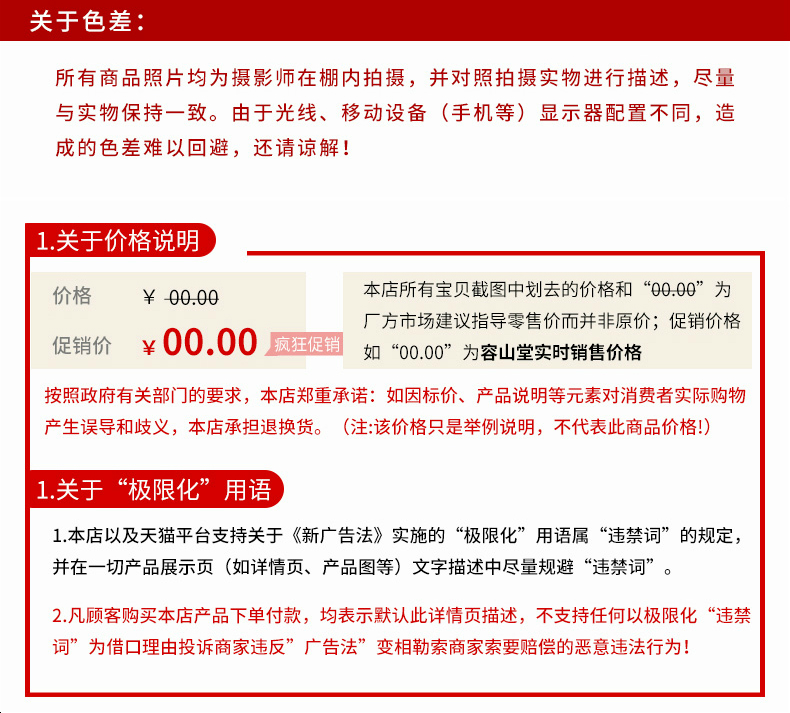 关于色差：
所有商品照片均为摄影师在棚内拍摄，并对照拍摄实物进行描述，尽量
与实物保持一致。由于光线、移动设备（手机等）显示器配置不同，造
成的色差难以回避，还请谅解！
1.关于价格说明
价格 ￥ 00.00
促销价 ￥ 00.00 疯狂促销
本店所有宝贝截图中划去的价格和“00.00”为
厂方市场建议指导零售价而并非原价；促销价格
如“00.00”为容山堂实时销售价格
按照政府有关部门的要求，本店郑重承诺：如因标价、产品说明等元素对消费者实际购物
产生误导和歧义，本店承担退换货。（注:该价格只是举例说明，不代表此商品价格!）
1.关于“极限化”用语
1.本店以及天猫平台支持关于《新广告法》实施的“极限化”用语属“违禁词”的规定，
并在一切产品展示页（如详情页、产品图等）文字描述中尽量规避“违禁词”。
2.凡顾客购买本店产品下单付款，均表示默认此详情页描述，不支持任何以极限化“违禁
词”为借口理由投诉商家违反”广告法”变相勒索商家索要赔偿的恶意违法行为！